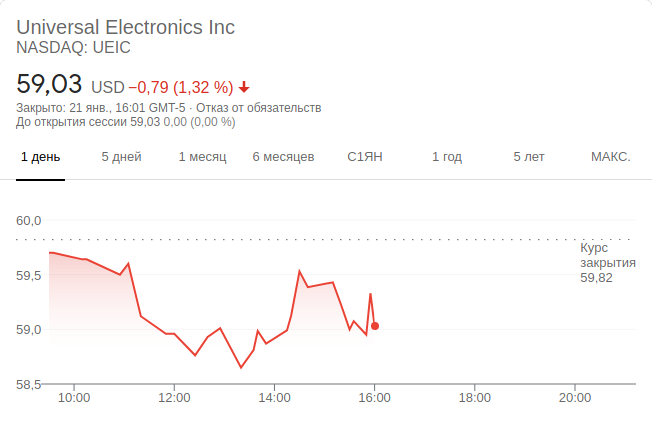 Universal Electronics Inc
NASDAQ: UEIC
59,03 USD −0,79 (1,32 %)
Закрыто: 21 янв., 16:01 GMT-5 · Отказ от обязательств
До открытия сессии 59,03 0,00 (0,00 %)
1 день 5 дней 1 месяц 6 месяцев С1ЯН 1 год 5 лет МАКС.
60,0
Курс
закрытия
59,82
59,5
59,0
58,5
10:00 12:00 14:00 16:00 18:00 20:00